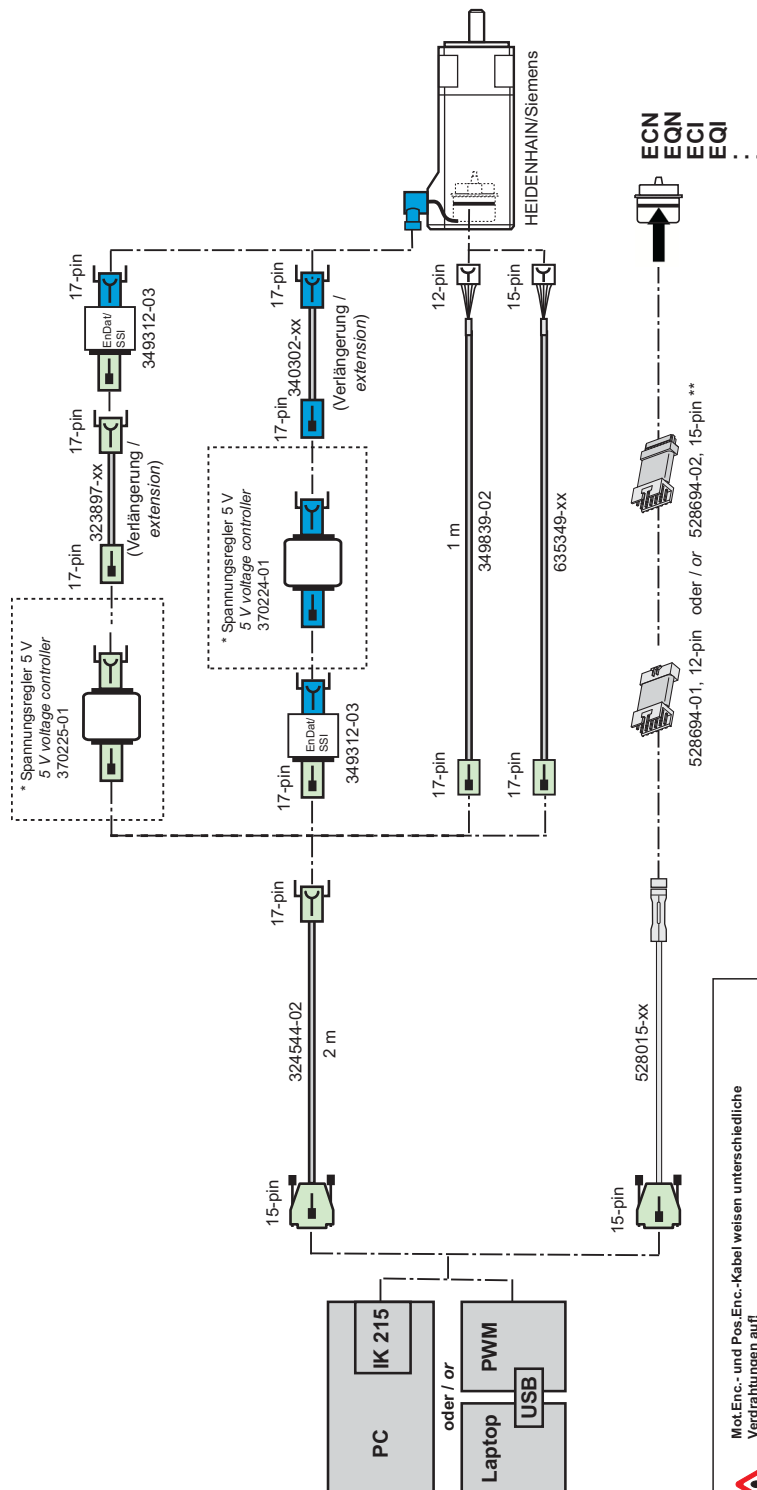 * Spannungsregler 5 V
5 V voltage controller
370225-01
17-pin
323897-xx
(Verlängerung /
extension)
17-pin
EnDat/
SSI
17-pin
349312-03
17-pin
EnDat/
SSI
349312-03
* Spannungsregler 5 V
5 V voltage controller
370224-01
17-pin
340302-xx
(Verlängerung /
extension)
17-pin
HEIDENHAIN/Siemens
17-pin
1 m
349839-02
12-pin
17-pin
635349-xx
15-pin
15-pin
324544-02
2 m
17-pin
PC
IK 215
oder / or
Laptop
USB
PWM
15-pin
528015-xx
528694-01, 12-pin oder / or 528694-02, 15-pin **
ECN
EQN
ECI
EQI
. . .
Mot.Enc.- und Pos.Enc.-Kabel weisen unterschiedliche
Verdrahtungen auf!